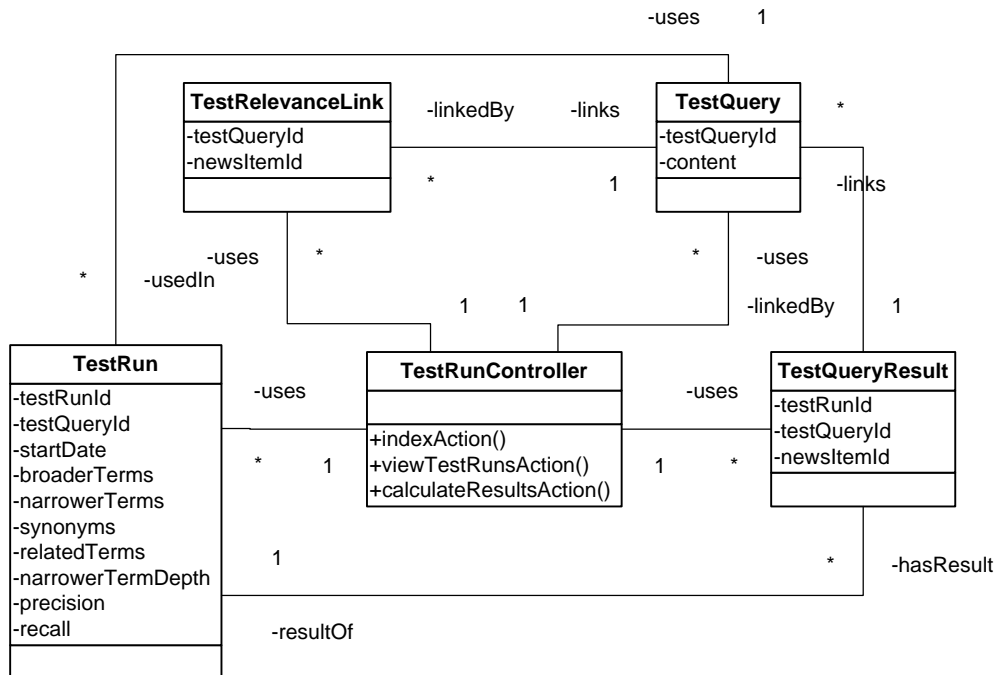 -uses 1
TestRelevanceLink
-testQueryId
-newsItemId
-linkedBy -links
* 1
TestQuery
-testQueryId
-content
*
-links
-uses *
* -uses
* -usedIn
1 1
-linkedBy 1
TestRun
-testRunId
-testQueryId
-startDate
-broaderTerms
-narrowerTerms
-synonyms
-relatedTerms
-narrowerTermDepth
-precision
-recall
-uses
* 1
TestRunController
+indexAction()
+viewTestRunsAction()
+calculateResultsAction()
-uses
1 *
TestQueryResult
-testRunId
-testQueryId
-newsItemId
1 * -hasResult
-resultOf